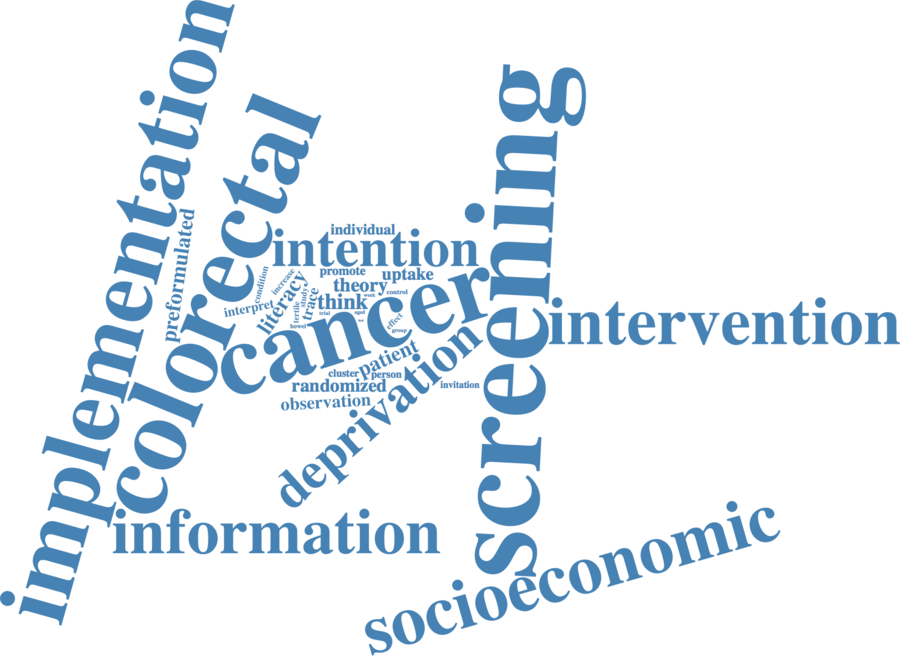 implementation
colorectal
screening
cancer
intention
individual
intervention
information
socioeconomic
deprivation
preformulated
condition
increase
interpret
literacy
study
trace
tertile
bowel
promote
uptake
theory
think
week
control
trial
aged
effect
group
cluster
patient
person
randomized
observation
invitation